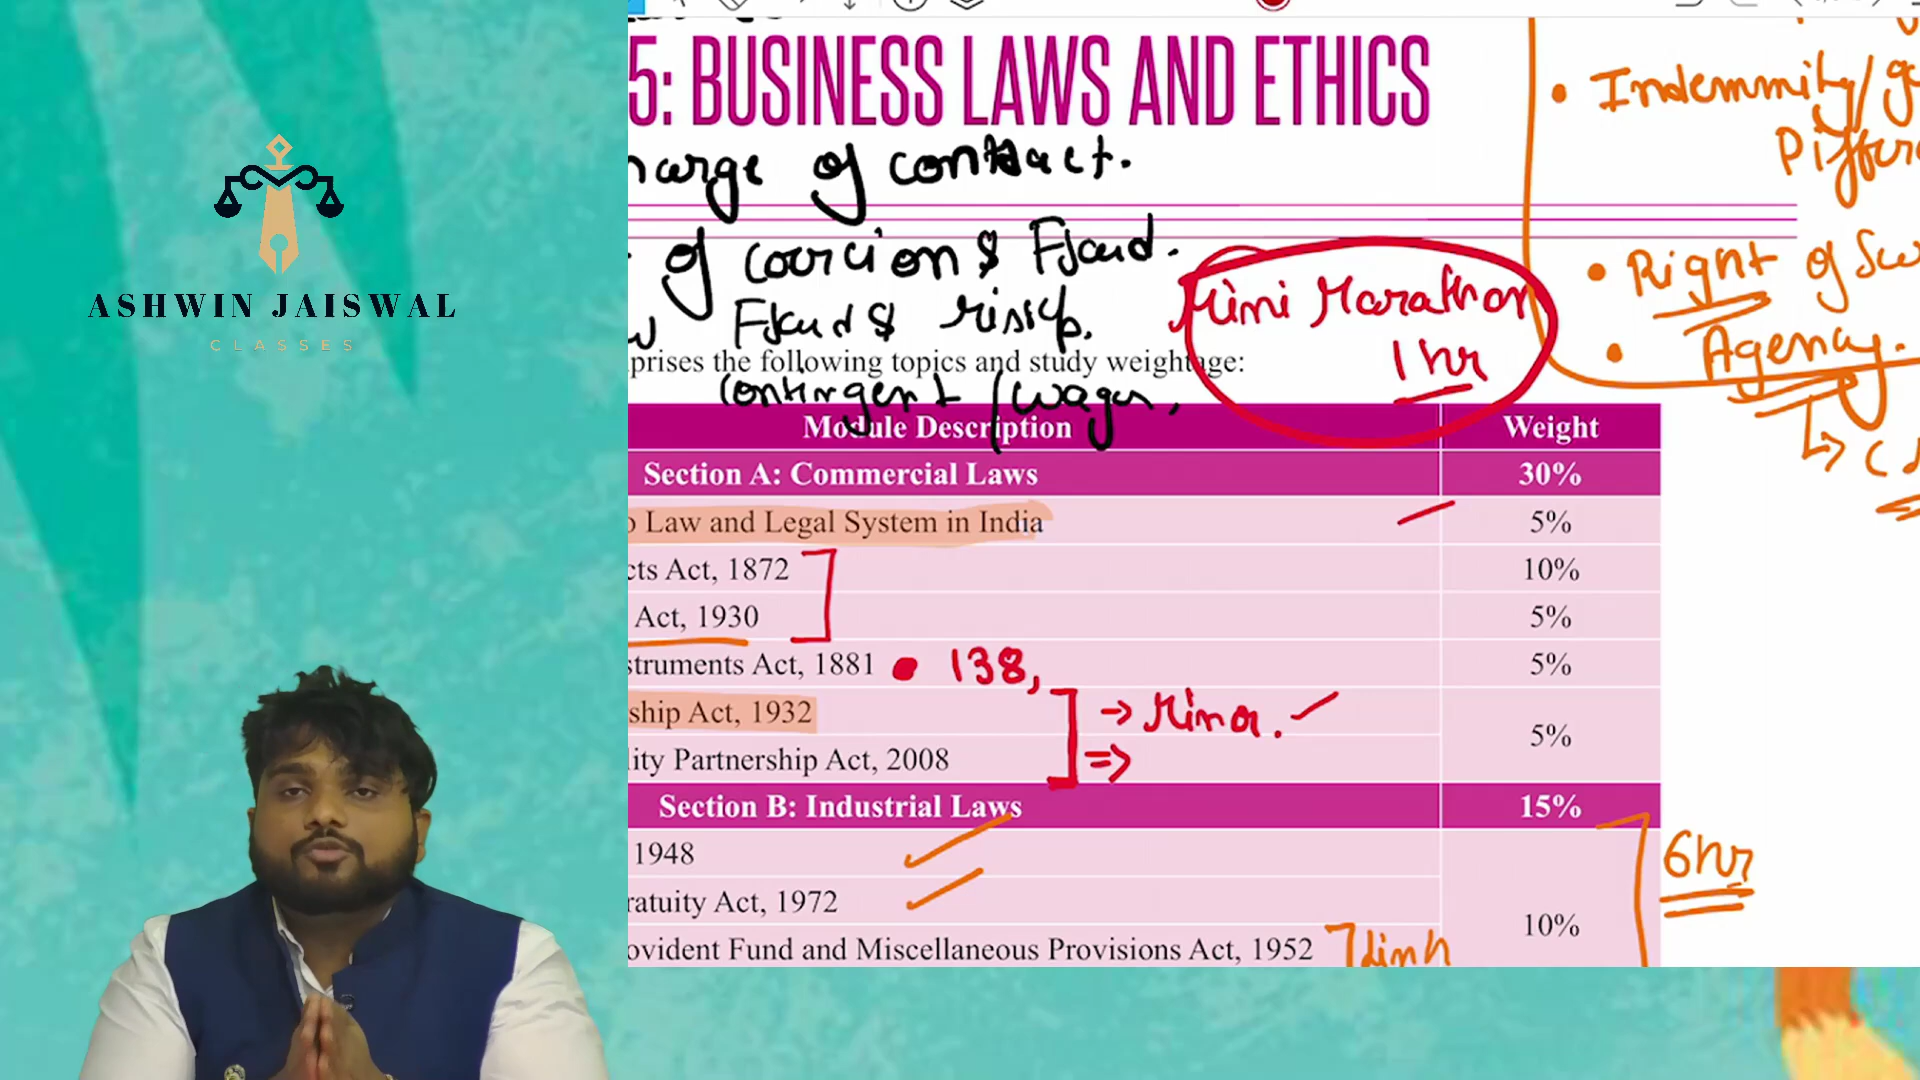 ASHWIN JAISWAL
CLASSES
5: BUSINESS LAWS AND ETHICS
harge of contract.
of coercion & Fraud.
Fraud & Missrp.
prises the following topics and study weightage:
Contingent / wager,
Mini Marathon
1 hr
Module Description Weight
Section A: Commercial Laws 30%
o Law and Legal System in India 5%
cts Act, 1872 10%
Act, 1930 5%
struments Act, 1881 • 138, 5%
ship Act, 1932 → Minor. 5%
ity Partnership Act, 2008 ⇒
Section B: Industrial Laws 15%
1948
ratuity Act, 1972
ovident Fund and Miscellaneous Provisions Act, 1952 10%
6hr
• Indemmity/
Differ
• Right of
• Agency.